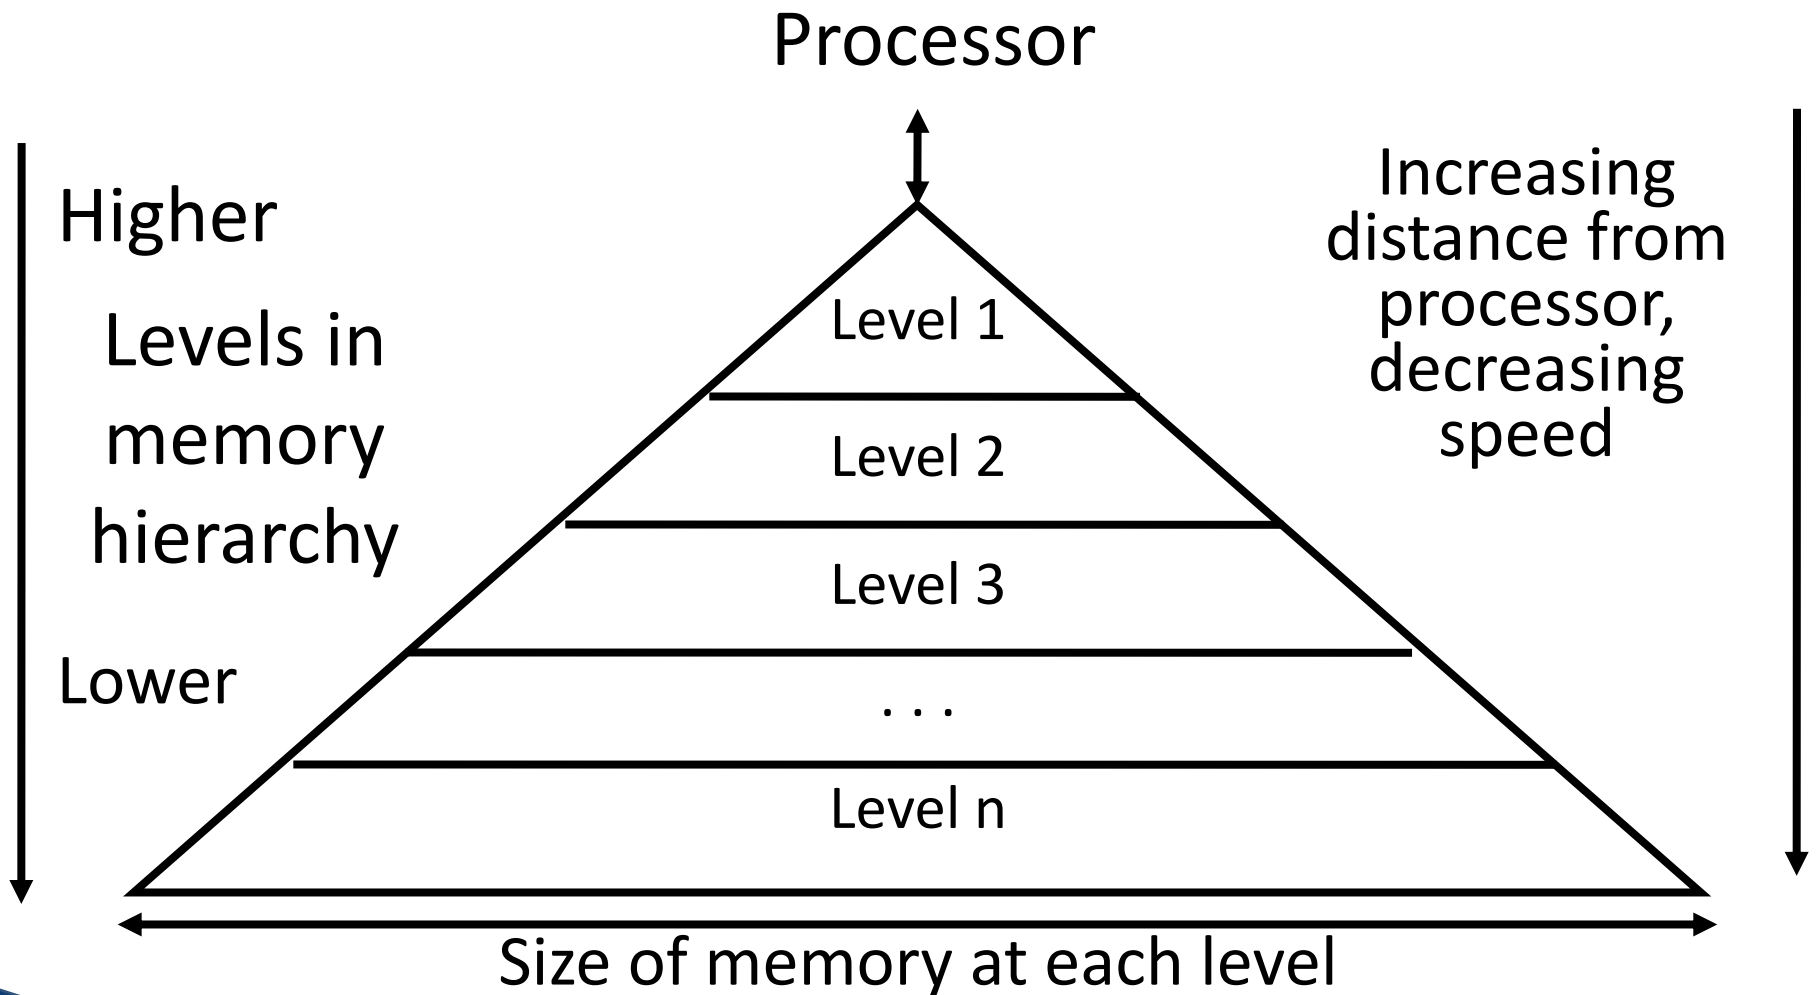 Processor
Higher
Levels in
memory
hierarchy
Lower
Increasing
distance from
processor,
decreasing
speed
Level 1
Level 2
Level 3
. . .
Level n
Size of memory at each level